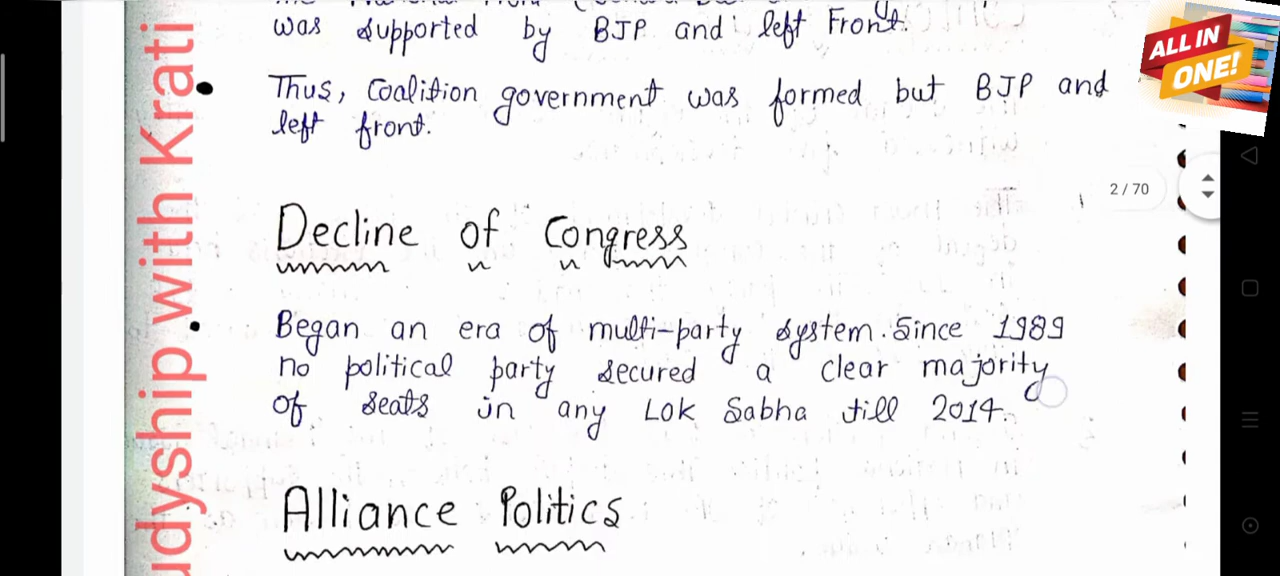 was supported by BJP and left Front.
Thus, Coalition government was formed but BJP and
left front.
Decline of Congress
Began an era of multi-party system. Since 1989
no political party secured a clear majority
of seats in any Lok Sabha till 2014.
Alliance Politics
udyship with Krati
ALL IN
ONE!
2 / 70